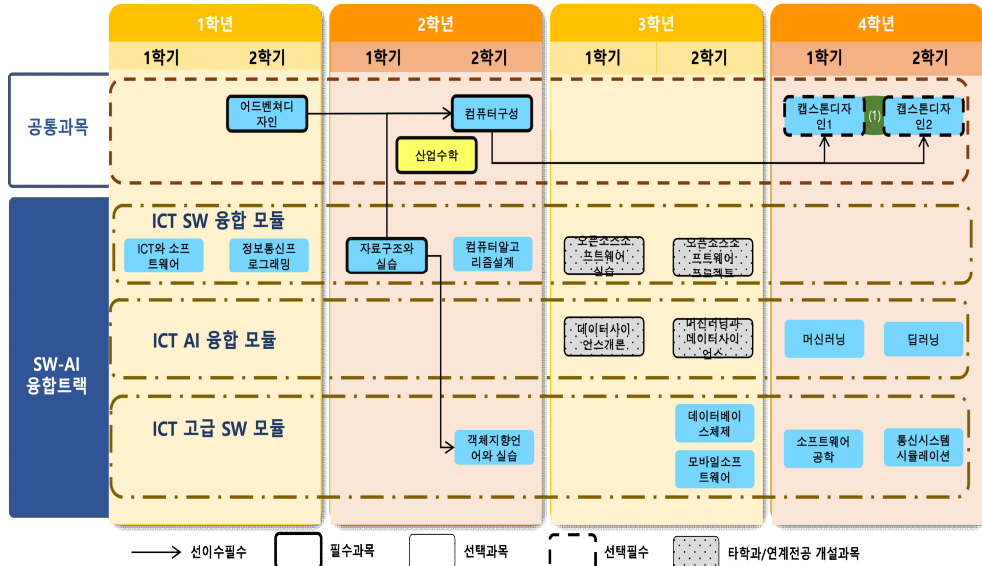 1학년
2학년
3학년
4학년
1학기
2학기
1학기
2학기
1학기
2학기
1학기
2학기
공통과목
어드벤쳐디
자인
컴퓨터구성
산업수학
캡스톤디자
인1
(1)
캡스톤디자
인2
SW-AI
융합트랙
ICT SW 융합 모듈
ICT와 소프
트웨어
정보통신프
로그래밍
자료구조와
실습
컴퓨터알고
리즘설계
오픈소스소
프트웨어
실습
오픈소스소
프트웨어
프로젝트
ICT AI 융합 모듈
데이터사이
언스개론
머신러닝과
데이터사이
언스
머신러닝
딥러닝
ICT 고급 SW 모듈
객체지향언
어와 실습
데이터베이
스체제
모바일소프
트웨어
소프트웨어
공학
통신시스템
시뮬레이션
선이수필수
필수과목
선택과목
선택필수
타학과/연계전공 개설과목